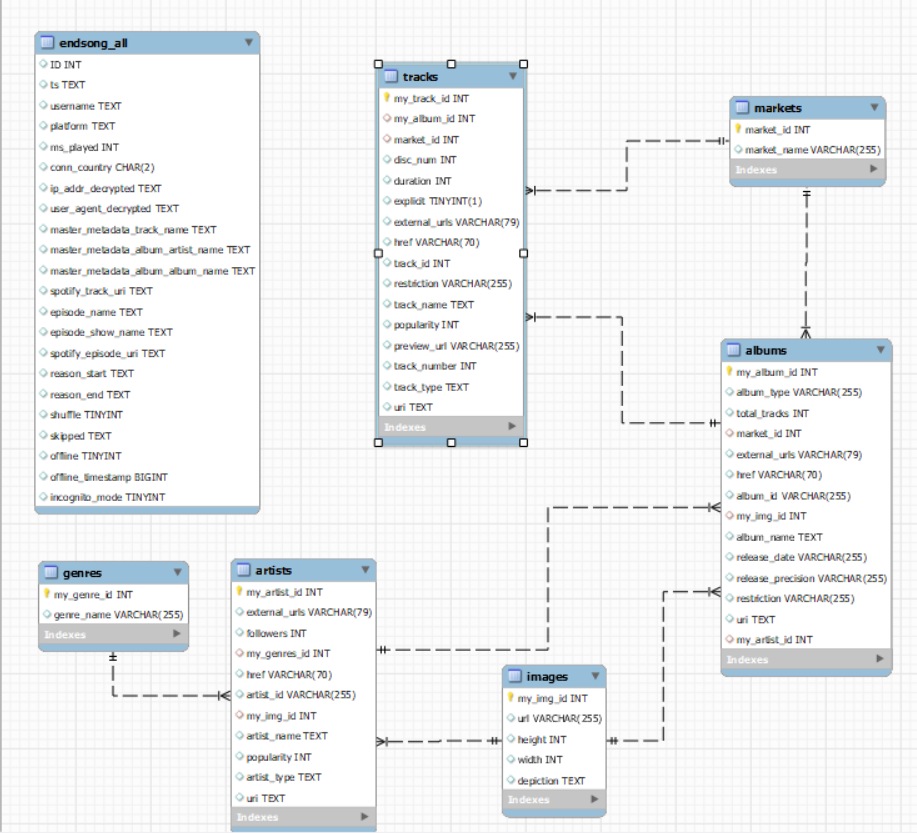 endsong_all
ID INT
ts TEXT
username TEXT
platform TEXT
ms_played INT
conn_country CHAR(2)
ip_addr_decrypted TEXT
user_agent_decrypted TEXT
master_metadata_track_name TEXT
master_metadata_album_artist_name TEXT
master_metadata_album_album_name TEXT
spotify_track_uri TEXT
episode_name TEXT
episode_show_name TEXT
spotify_episode_uri TEXT
reason_start TEXT
reason_end TEXT
shuffle TINYINT
skipped TEXT
offline TINYINT
offline_timestamp BIGINT
incognito_mode TINYINT
tracks
my_track_id INT
my_album_id INT
market_id INT
disc_num INT
duration INT
explicit TINYINT(1)
external_urls VARCHAR(79)
href VARCHAR(70)
track_id INT
restriction VARCHAR(255)
track_name TEXT
popularity INT
preview_url VARCHAR(255)
track_number INT
track_type TEXT
uri TEXT
Indexes
markets
market_id INT
market_name VARCHAR(255)
Indexes
albums
my_album_id INT
album_type VARCHAR(255)
total_tracks INT
market_id INT
external_urls VARCHAR(79)
href VARCHAR(70)
album_id VARCHAR(255)
my_img_id INT
album_name TEXT
release_date VARCHAR(255)
release_precision VARCHAR(255)
restriction VARCHAR(255)
uri TEXT
my_artist_id INT
Indexes
genres
my_genre_id INT
genre_name VARCHAR(255)
Indexes
artists
my_artist_id INT
external_urls VARCHAR(79)
followers INT
my_genres_id INT
href VARCHAR(70)
artist_id VARCHAR(255)
my_img_id INT
artist_name TEXT
popularity INT
artist_type TEXT
uri TEXT
Indexes
images
my_img_id INT
url VARCHAR(255)
height INT
width INT
depiction TEXT
Indexes